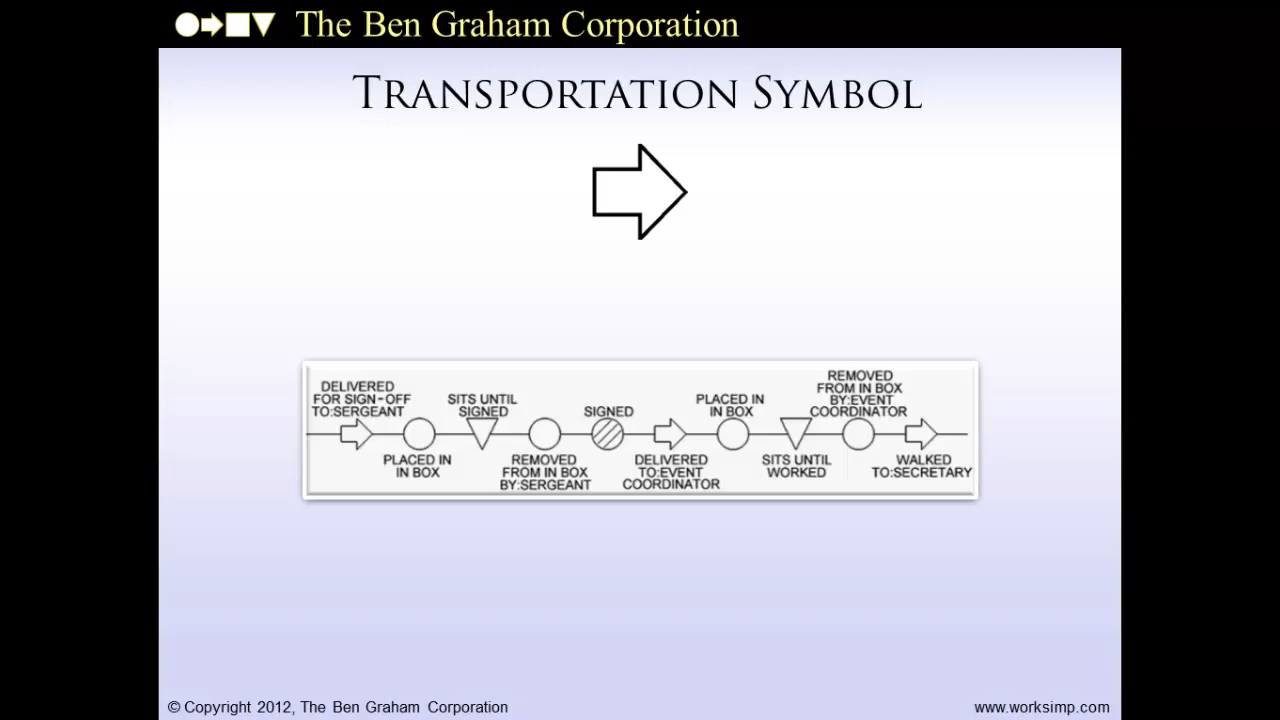 The Ben Graham Corporation
TRANSPORTATION SYMBOL
DELIVERED
FOR SIGN-OFF
TO:SERGEANT
PLACED IN
IN BOX
SITS UNTIL
SIGNED
REMOVED
FROM IN BOX
BY:SERGEANT
SIGNED
DELIVERED
TO:EVENT
COORDINATOR
PLACED IN
IN BOX
SITS UNTIL
WORKED
REMOVED
FROM IN BOX
BY:EVENT
COORDINATOR
WALKED
TO:SECRETARY
© Copyright 2012, The Ben Graham Corporation
www.worksimp.com